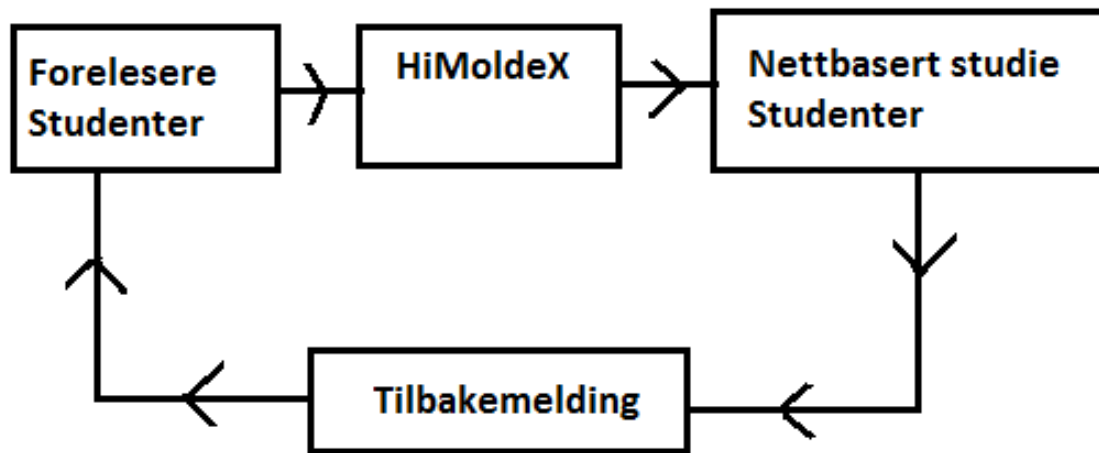 Forelesere
Studenter
HiMoldeX
Nettbasert studie
Studenter
Tilbakemelding